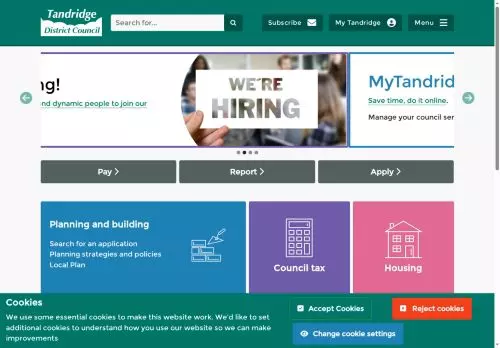 Tandridge
District Council
Search for...
Subscribe
My Tandridge
Menu
ng!
nd dynamic people to join our
WE'RE
HIRING
MyTandrid
Save time, do it online.
Manage your council ser
Pay
Report
Apply
Planning and building
Search for an application
Planning strategies and policies
Local Plan
Council tax
Housing
Cookies
We use some essential cookies to make this website work. We'd like to set
additional cookies to understand how you use our website so we can make
improvements
Accept Cookies
Reject cookies
Change cookie settings